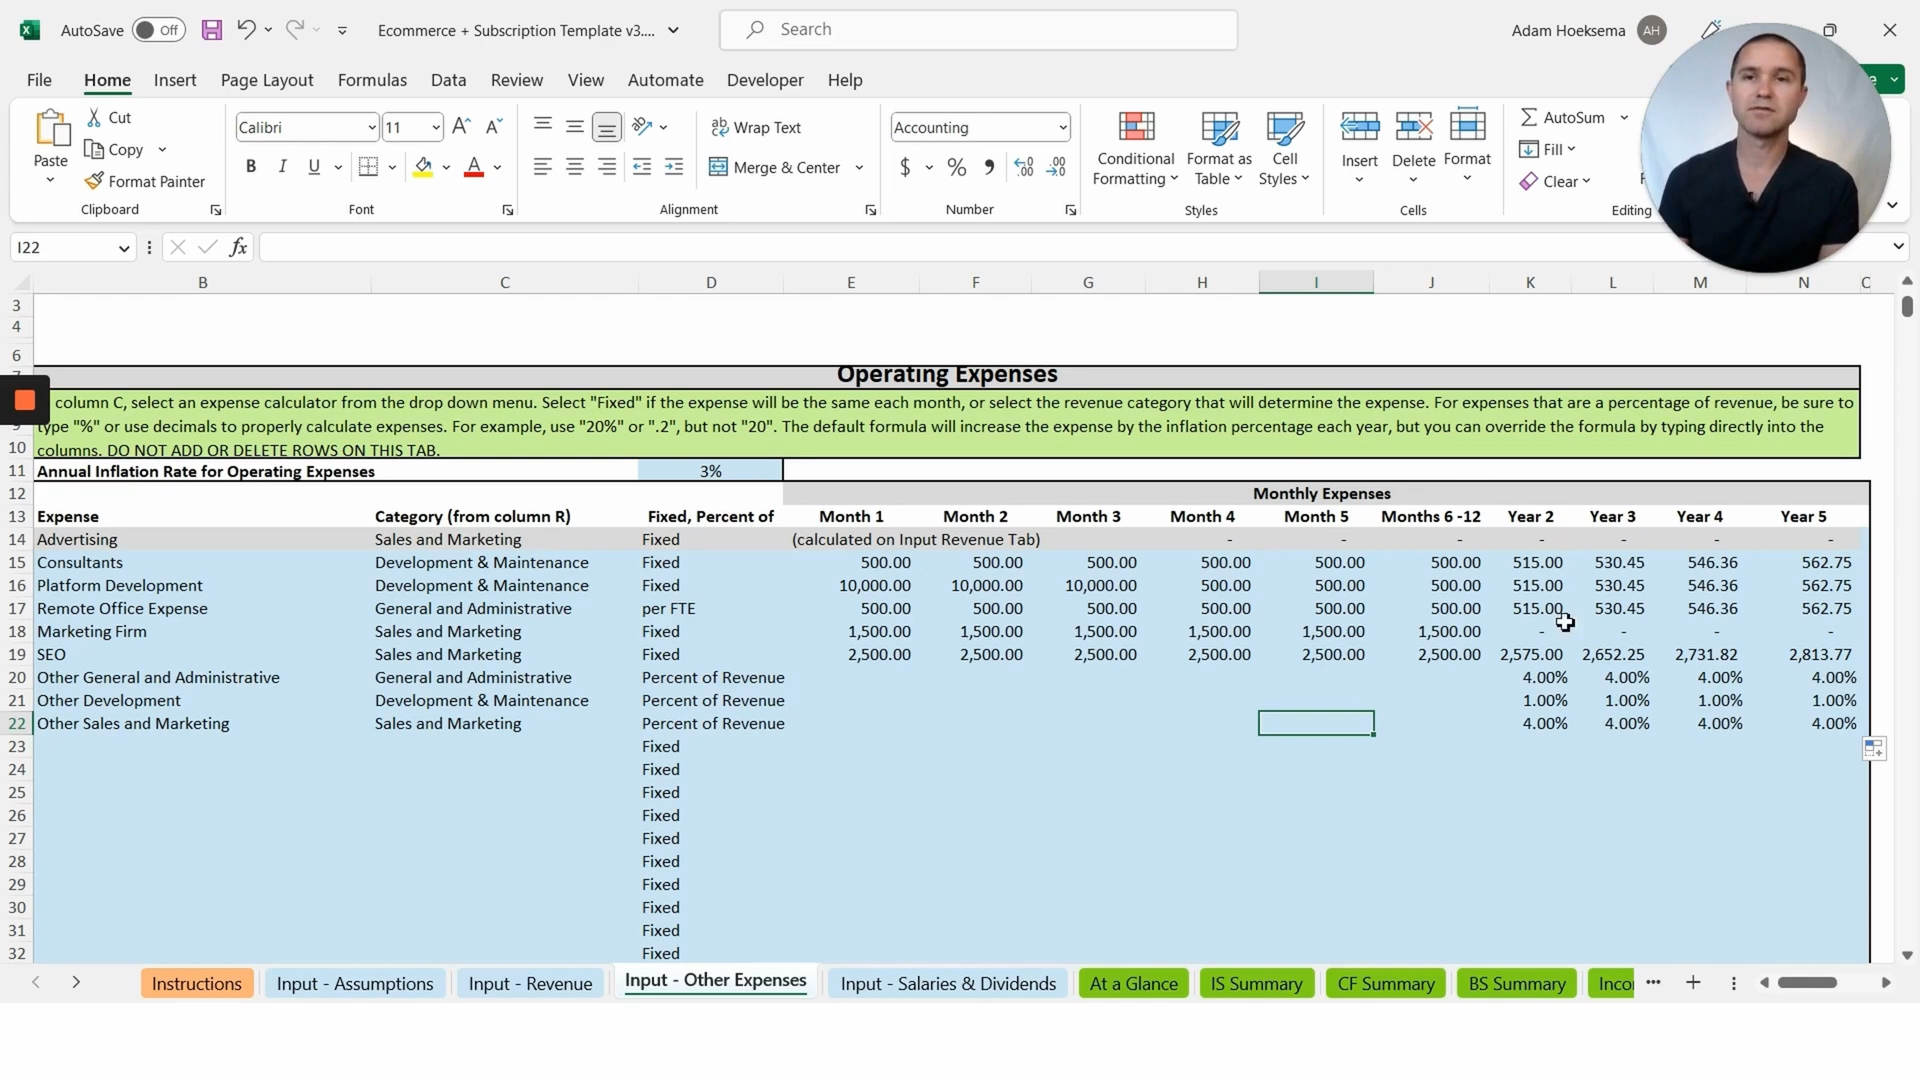 AutoSave Off Ecommerce + Subscription Template v3.... Search Adam Hoeksema AH
File Home Insert Page Layout Formulas Data Review View Automate Developer Help
Paste Cut Copy Format Painter Clipboard
Calibri 11 A A B I U A Font
ab Wrap Text Merge & Center Alignment
Accounting $ % , Number
Conditional Formatting Format as Table Cell Styles Styles
Insert Delete Format Cells
AutoSum Fill Clear Editing
I22 fx
B C D E F G H I J K L M N
3
4
6
Operating Expenses
column C, select an expense calculator from the drop down menu. Select "Fixed" if the expense will be the same each month, or select the revenue category that will determine the expense. For expenses that are a percentage of revenue, be sure to
type "%" or use decimals to properly calculate expenses. For example, use "20%" or ".2", but not "20". The default formula will increase the expense by the inflation percentage each year, but you can override the formula by typing directly into the
10 columns. DO NOT ADD OR DELETE ROWS ON THIS TAB.
11 Annual Inflation Rate for Operating Expenses 3%
12 Monthly Expenses
13 Expense Category (from column R) Fixed, Percent of Month 1 Month 2 Month 3 Month 4 Month 5 Months 6 -12 Year 2 Year 3 Year 4 Year 5
14 Advertising Sales and Marketing Fixed (calculated on Input Revenue Tab) - - - - - - -
15 Consultants Development & Maintenance Fixed 500.00 500.00 500.00 500.00 500.00 500.00 515.00 530.45 546.36 562.75
16 Platform Development Development & Maintenance Fixed 10,000.00 10,000.00 10,000.00 500.00 500.00 500.00 515.00 530.45 546.36 562.75
17 Remote Office Expense General and Administrative per FTE 500.00 500.00 500.00 500.00 500.00 500.00 515.00 530.45 546.36 562.75
18 Marketing Firm Sales and Marketing Fixed 1,500.00 1,500.00 1,500.00 1,500.00 1,500.00 1,500.00 - - - -
19 SEO Sales and Marketing Fixed 2,500.00 2,500.00 2,500.00 2,500.00 2,500.00 2,500.00 2,575.00 2,652.25 2,731.82 2,813.77
20 Other General and Administrative General and Administrative Percent of Revenue 4.00% 4.00% 4.00% 4.00%
21 Other Development Development & Maintenance Percent of Revenue 1.00% 1.00% 1.00% 1.00%
22 Other Sales and Marketing Sales and Marketing Percent of Revenue 4.00% 4.00% 4.00% 4.00%
23 Fixed
24 Fixed
25 Fixed
26 Fixed
27 Fixed
28 Fixed
29 Fixed
30 Fixed
31 Fixed
32 Fixed
Instructions Input - Assumptions Input - Revenue Input - Other Expenses Input - Salaries & Dividends At a Glance IS Summary CF Summary BS Summary Inco